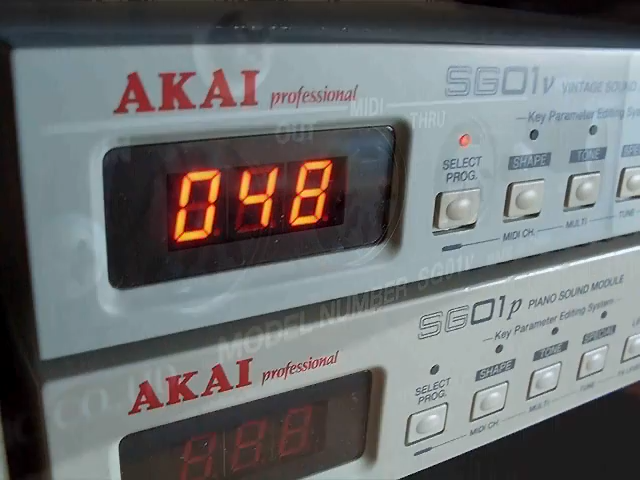 AKAI professional
SG01v VINTAGE SOUND
MIDI
OUT THRU
Key Parameter Editing
048
SELECT PROG.
SHAPE
TONE
MIDI CH.
MULTI
TUNE
MODEL NUMBER SG01V
SG01p PIANO SOUND MODULE
Key Parameter Editing System
AKAI professional
SELECT PROG.
SHAPE
TONE
SPECIAL
MIDI CH
MULTI
TUNE